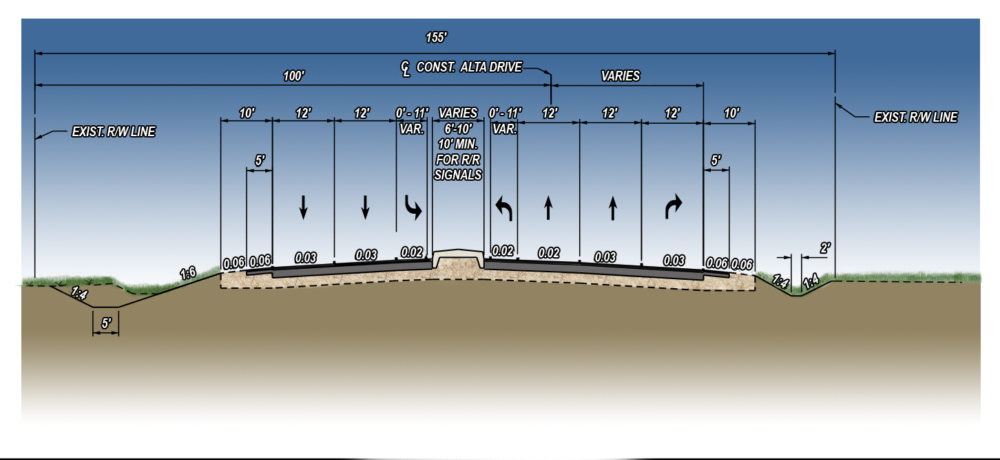 155'
℄ CONST. ALTA DRIVE
100'
VARIES
10'
12'
12'
0' - 11'
VAR.
VARIES
6'-10'
10' MIN.
FOR R/R
SIGNALS
0' - 11'
VAR.
12'
12'
12'
10'
EXIST. R/W LINE
EXIST. R/W LINE
5'
5'
2'
0.06
0.06
0.03
0.03
0.02
0.02
0.02
0.03
0.03
0.06
0.06
1:6
1:4
1:4
1:4
5'